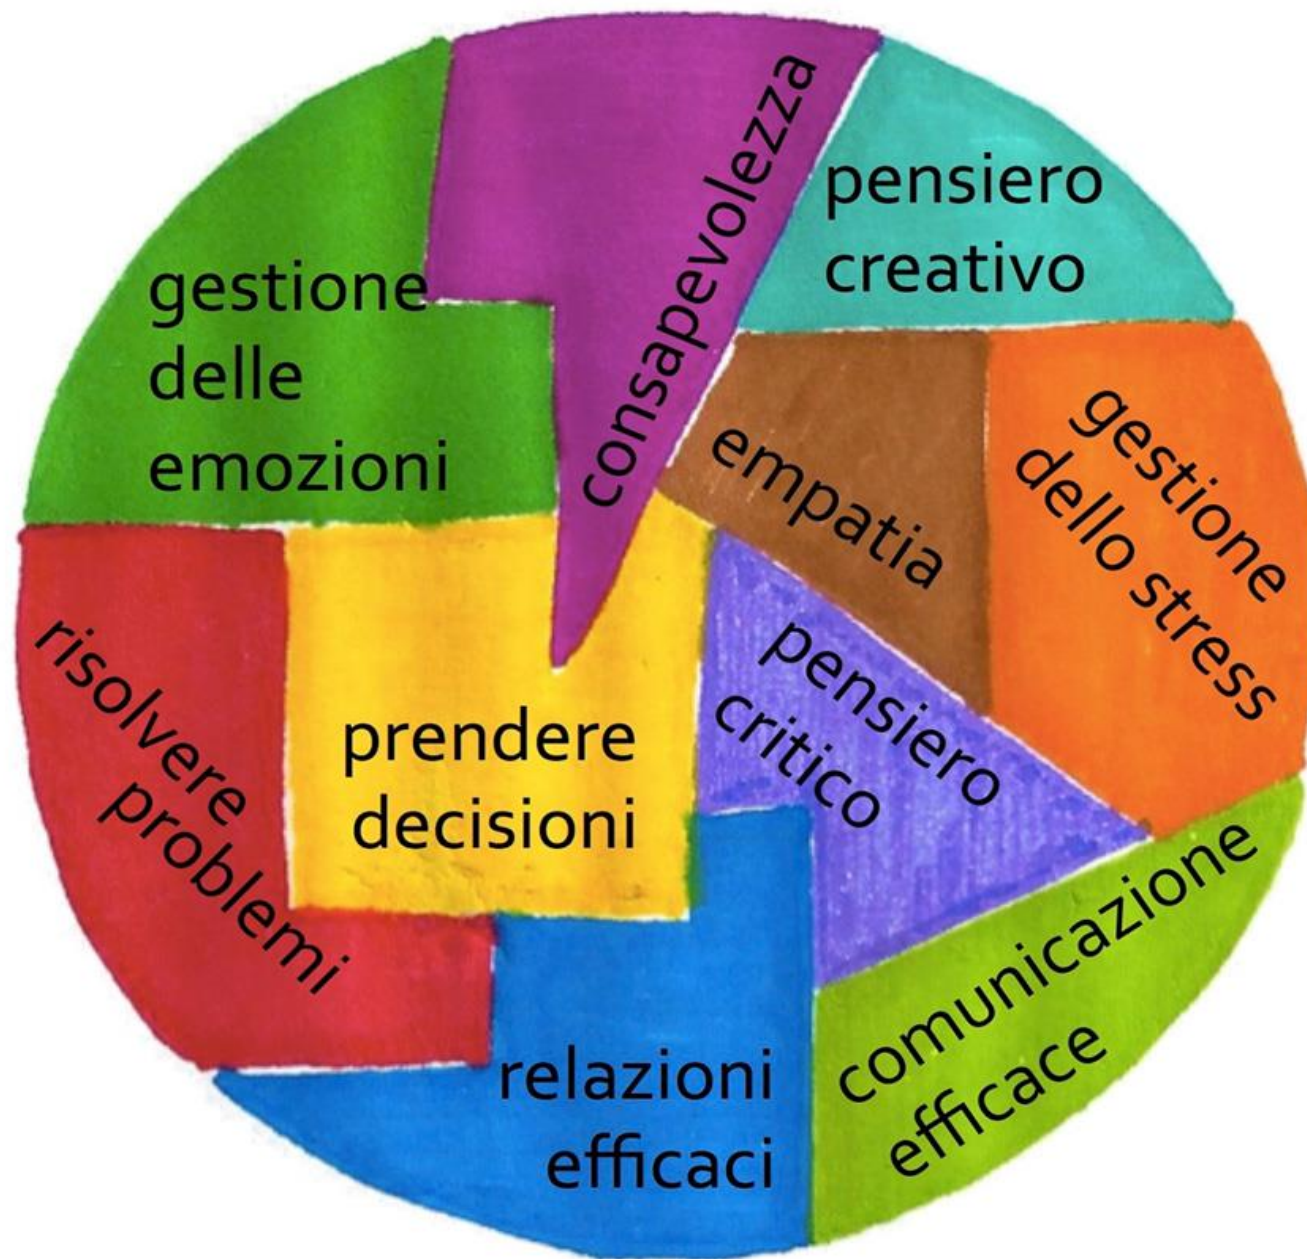 consapevolezza
pensiero
creativo
gestione
delle
emozioni
empatia
gestione
dello stress
risolvere
problemi
prendere
decisioni
pensiero
critico
comunicazione
efficace
relazioni
efficaci